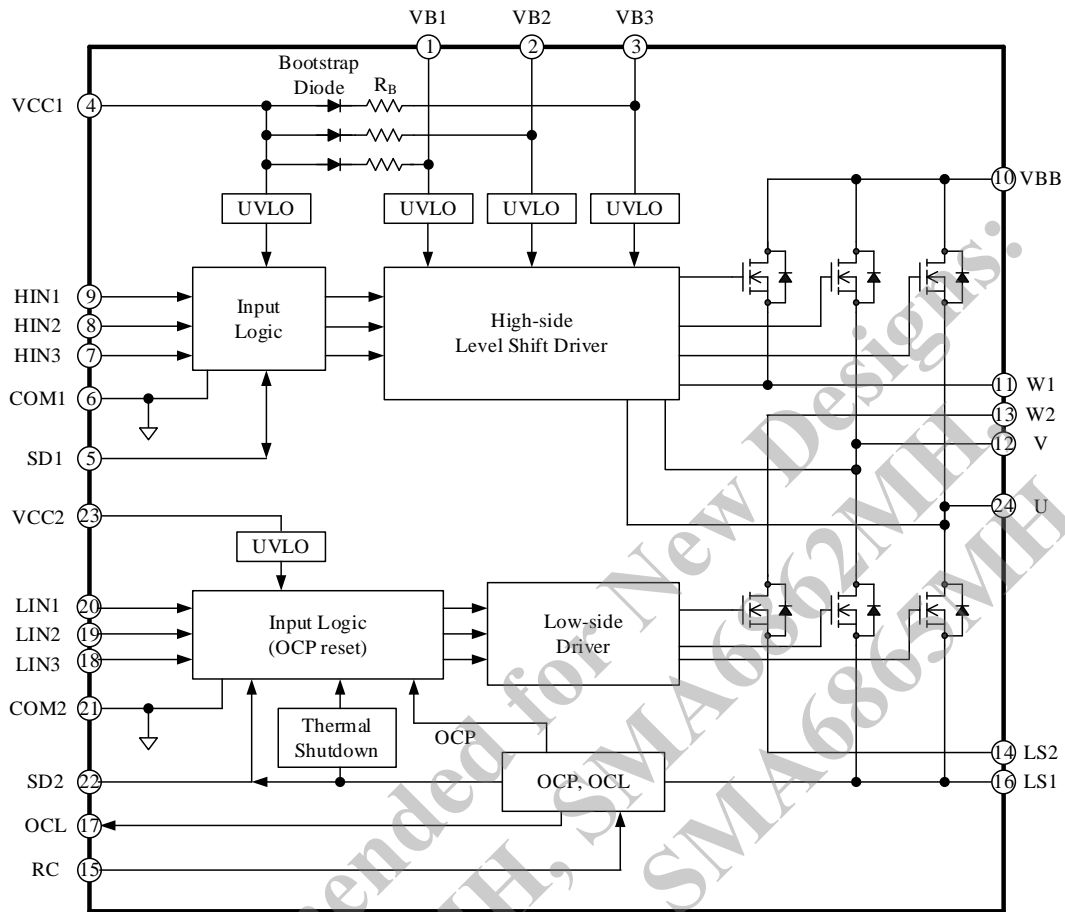 VB1 VB2 VB3
1 2 3
Bootstrap
Diode
R_B
VCC1 4
UVLO UVLO UVLO UVLO
10 VBB
HIN1 9
HIN2 8
HIN3 7
Input
Logic
High-side
Level Shift Driver
COM1 6
11 W1
13 W2
12 V
SD1 5
24 U
VCC2 23
UVLO
LIN1 20
LIN2 19
LIN3 18
Input Logic
(OCP reset)
Low-side
Driver
COM2 21
Thermal
Shutdown
OCP
OCP, OCL
14 LS2
16 LS1
SD2 22
OCL 17
RC 15
ended for New Designs:
MH, SMA6862MH,
SMA6865MH